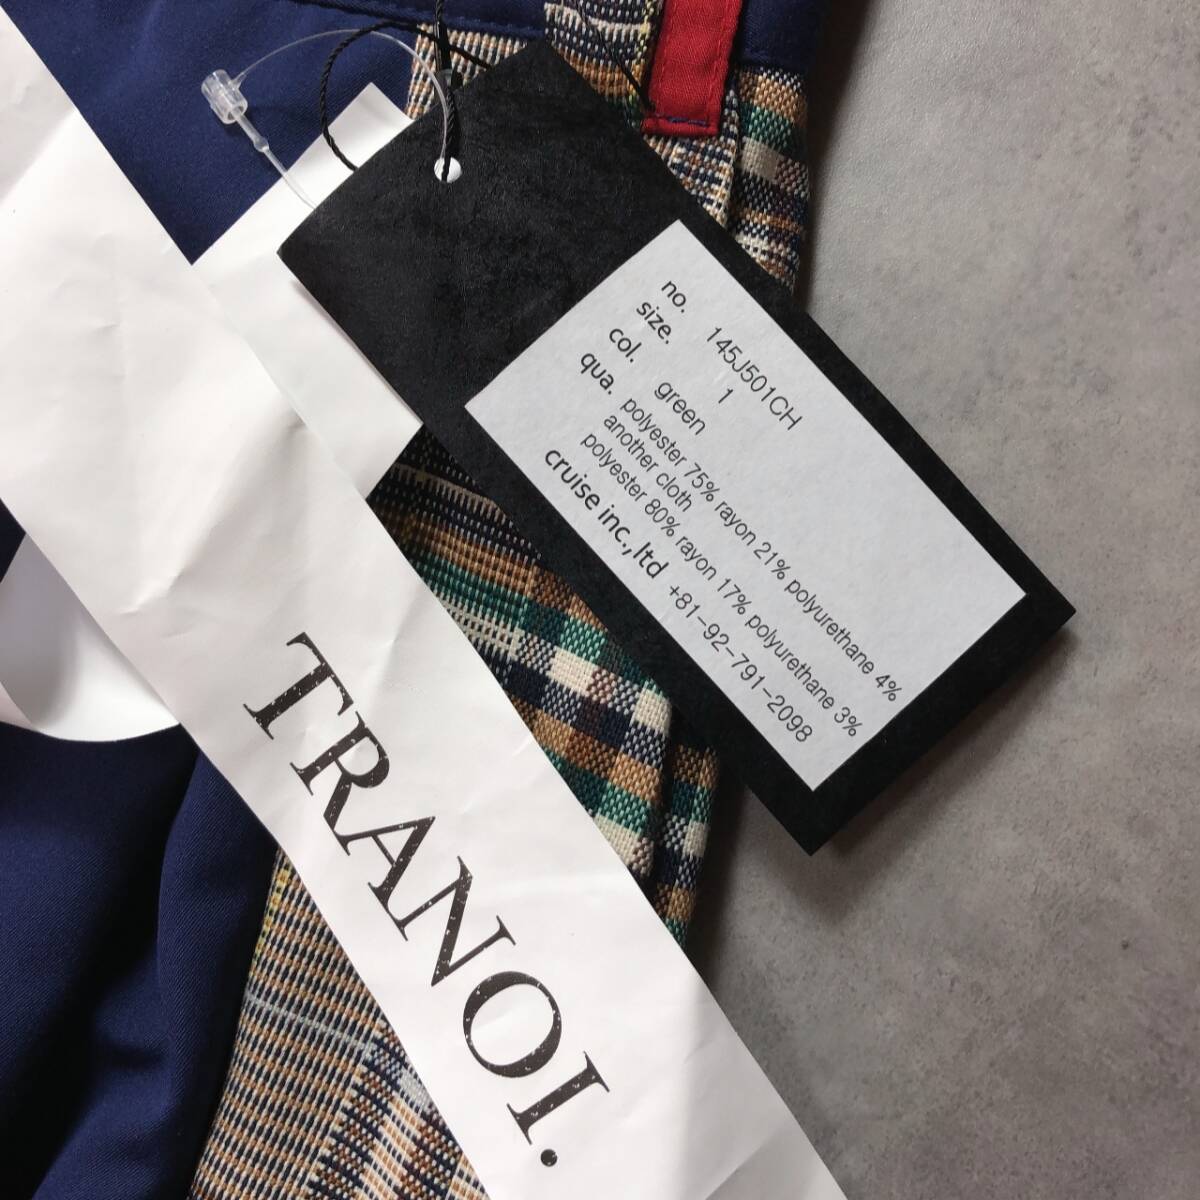 no. 145J501CH
size. 1
col. green
qua. polyester 75% rayon 21% polyurethane 4%
another cloth
polyester 80% rayon 17% polyurethane 3%
cruise inc., ltd +81-92-791-2098
TRANOI.